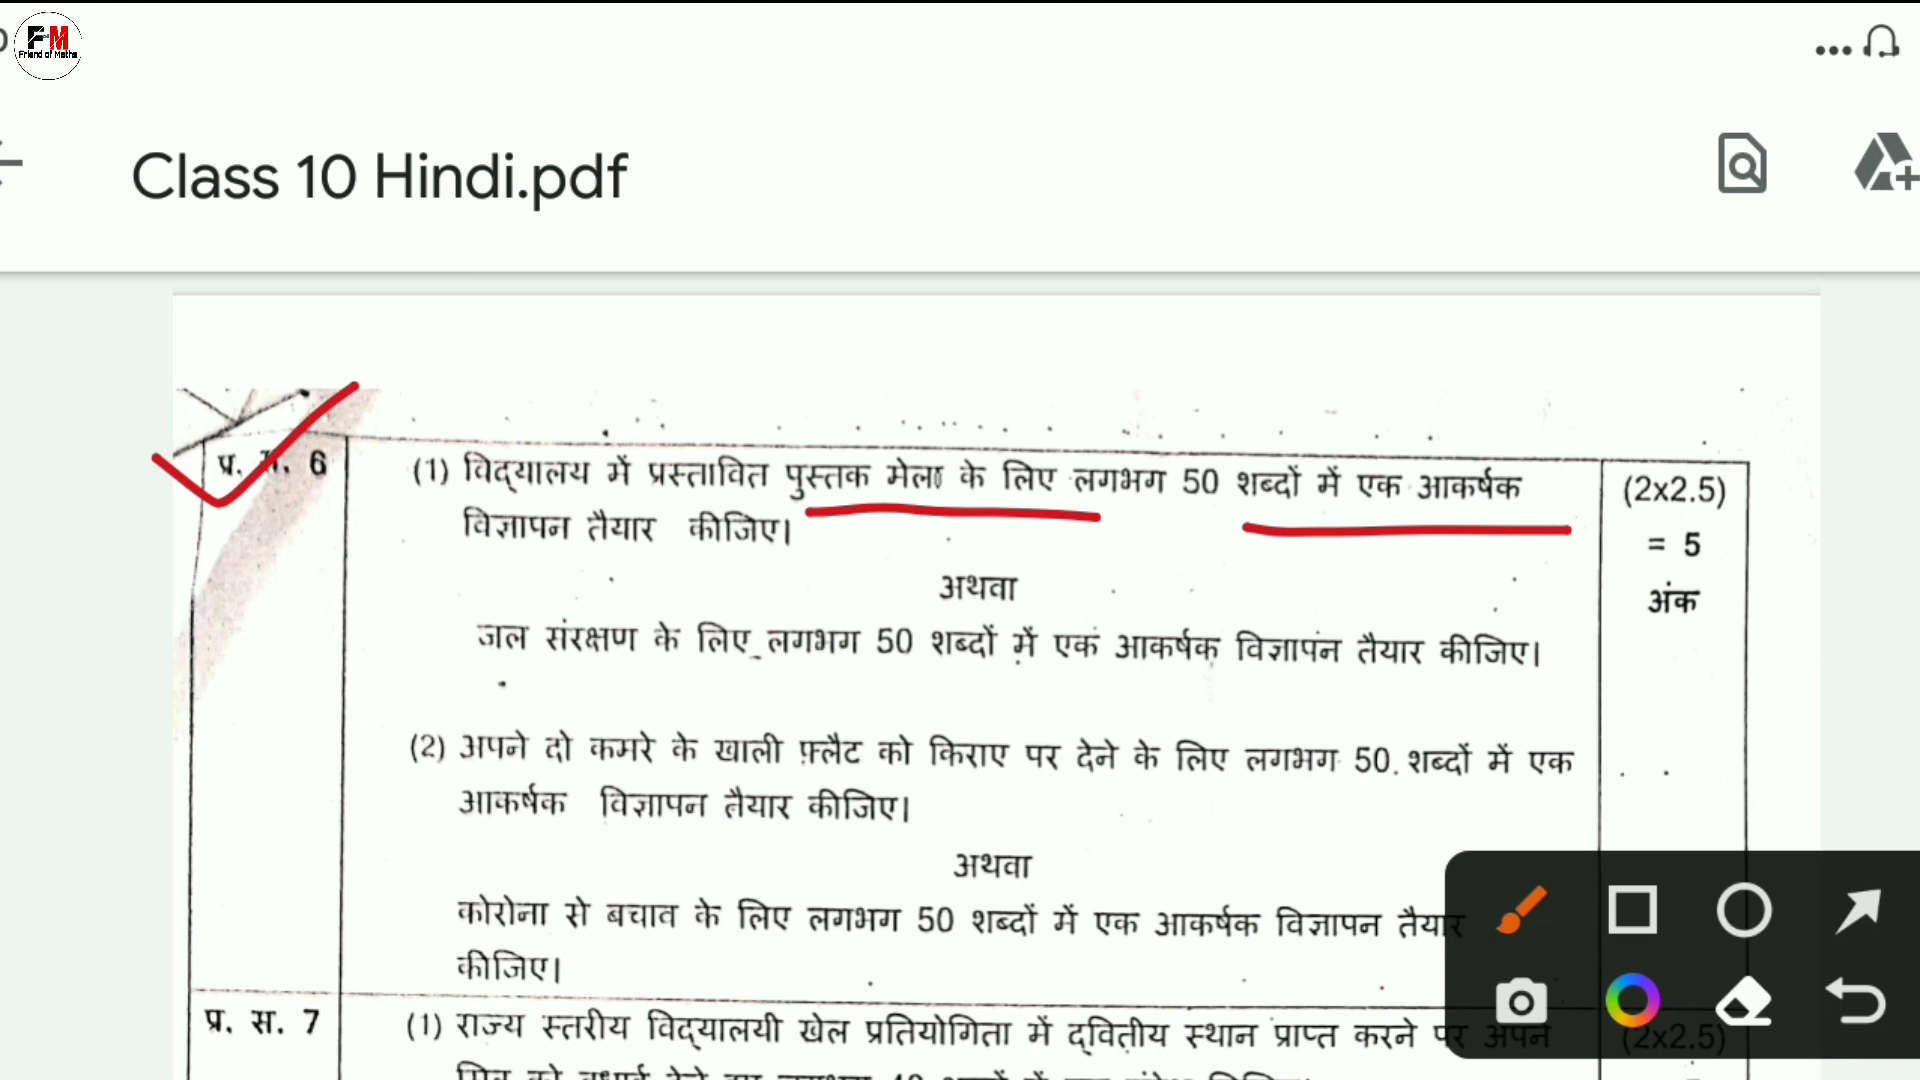 FM
Friend of Maths
Class 10 Hindi.pdf
प्र. स. 6
(1) विद्यालय में प्रस्तावित पुस्तक मेला के लिए लगभग 50 शब्दों में एक आकर्षक
विज्ञापन तैयार कीजिए।
(2x2.5)
= 5
अंक
अथवा
जल संरक्षण के लिए लगभग 50 शब्दों में एक आकर्षक विज्ञापन तैयार कीजिए।
(2) अपने दो कमरे के खाली फ़्लैट को किराए पर देने के लिए लगभग 50 शब्दों में एक
आकर्षक विज्ञापन तैयार कीजिए।
अथवा
कोरोना से बचाव के लिए लगभग 50 शब्दों में एक आकर्षक विज्ञापन तैयार
कीजिए।
प्र. स. 7
(1) राज्य स्तरीय विद्यालयी खेल प्रतियोगिता में द्वितीय स्थान प्राप्त करने पर अपने
(2x2.5)